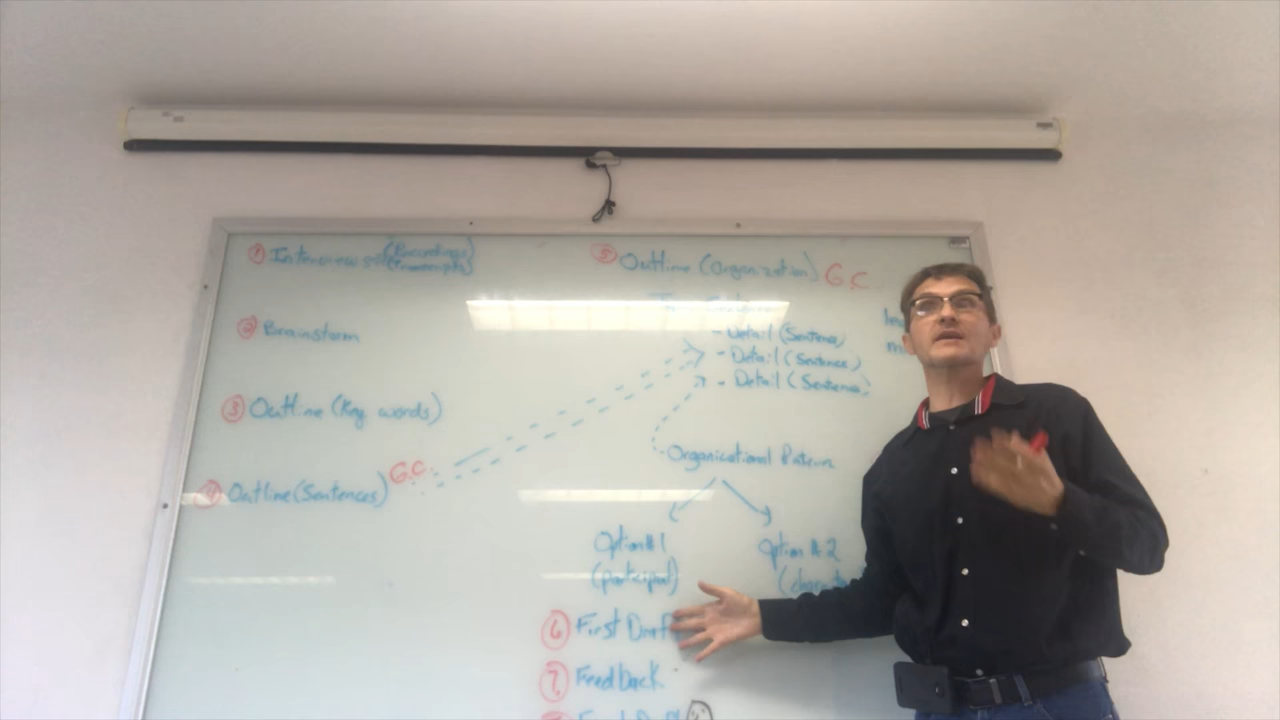 ① Interviews (Recordings)
(Transcripts)
② Brainstorm
③ Outline (Key words)
④ Outline (Sentences) G.C.
⑤ Outline (Organization) G.C.
- Detail (Sentence)
- Detail (Sentence)
- Detail (Sentence)
Organizational Pattern
Option #1
(participal)
Option #2
⑥ First Draft
⑦ Feedback